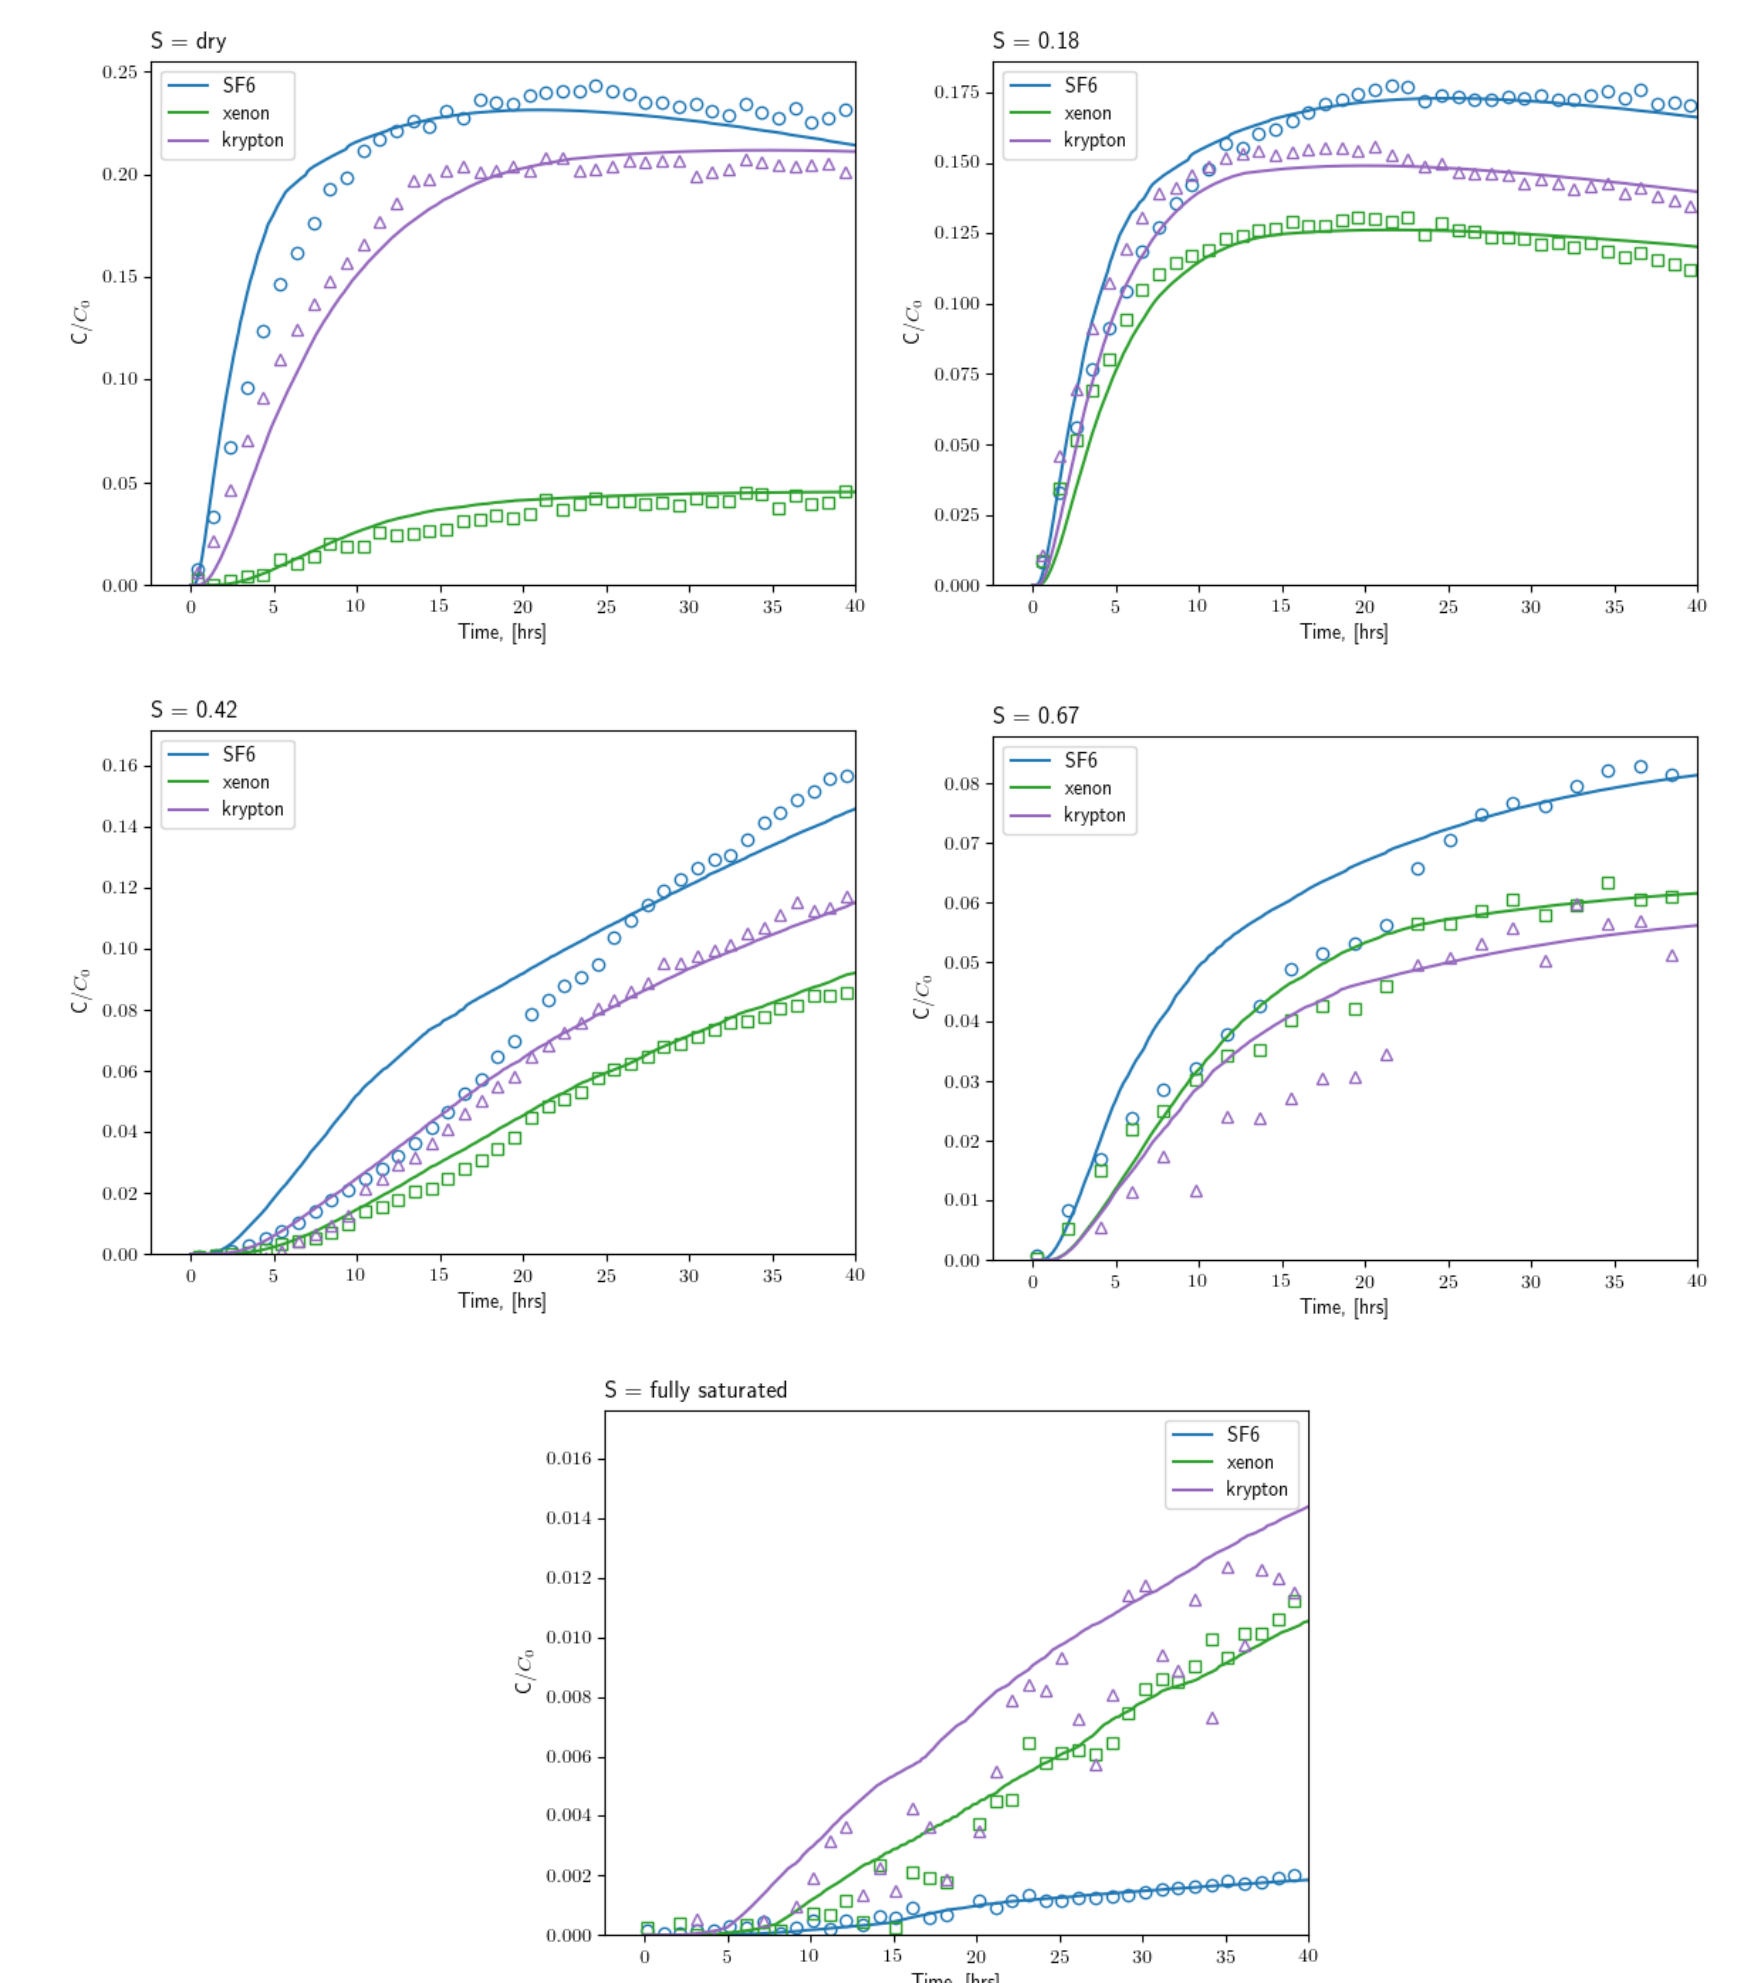 S = dry
0.25
0.20
0.15
0.10
0.05
0.00
C/C₀
SF6
xenon
krypton
0 5 10 15 20 25 30 35 40
Time, [hrs]
S = 0.18
0.175
0.150
0.125
0.100
0.075
0.050
0.025
0.000
C/C₀
SF6
xenon
krypton
0 5 10 15 20 25 30 35 40
Time, [hrs]
S = 0.42
0.16
0.14
0.12
0.10
0.08
0.06
0.04
0.02
0.00
C/C₀
SF6
xenon
krypton
0 5 10 15 20 25 30 35 40
Time, [hrs]
S = 0.67
0.08
0.07
0.06
0.05
0.04
0.03
0.02
0.01
0.00
C/C₀
SF6
xenon
krypton
0 5 10 15 20 25 30 35 40
Time, [hrs]
S = fully saturated
0.016
0.014
0.012
0.010
0.008
0.006
0.004
0.002
0.000
C/C₀
SF6
xenon
krypton
0 5 10 15 20 25 30 35 40
Time, [hrs]